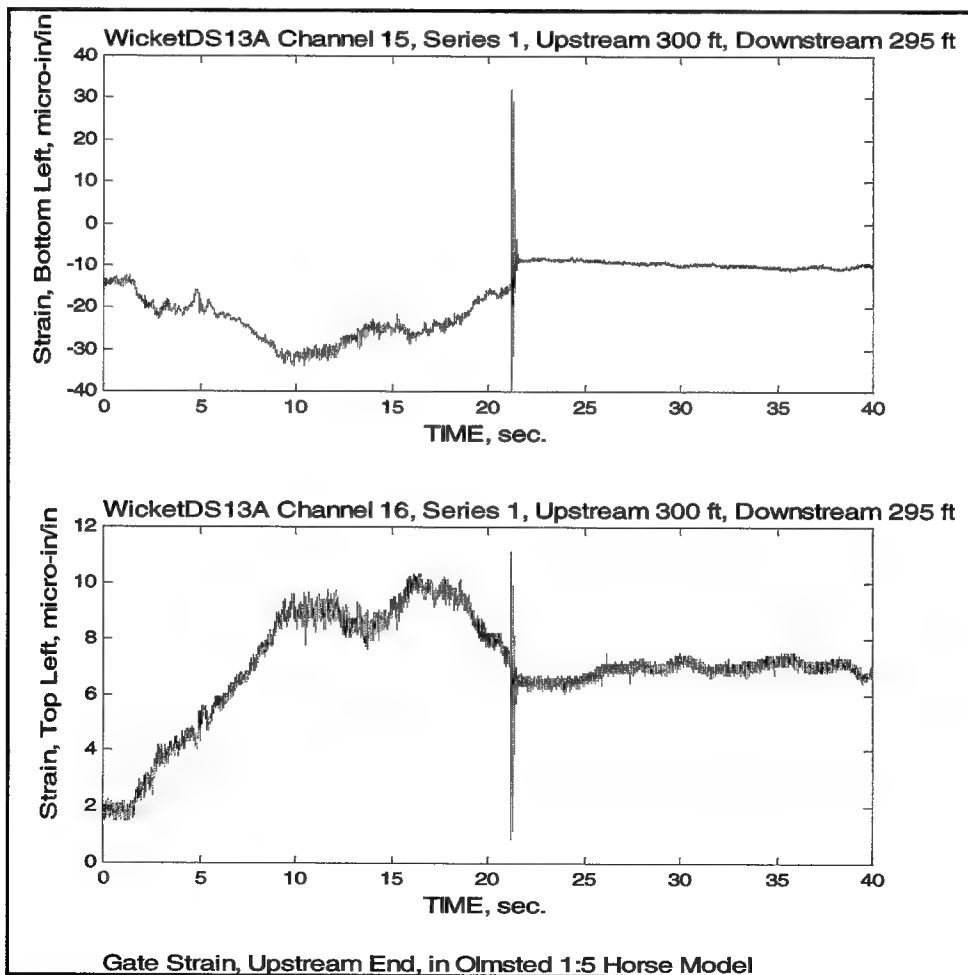 WicketDS13A Channel 15, Series 1, Upstream 300 ft, Downstream 295 ft
Strain, Bottom Left, micro-in/in
40
30
20
10
0
-10
-20
-30
-40
0 5 10 15 20 25 30 35 40
TIME, sec.
WicketDS13A Channel 16, Series 1, Upstream 300 ft, Downstream 295 ft
Strain, Top Left, micro-in/in
12
10
8
6
4
2
0
0 5 10 15 20 25 30 35 40
TIME, sec.
Gate Strain, Upstream End, in Olmsted 1:5 Horse Model